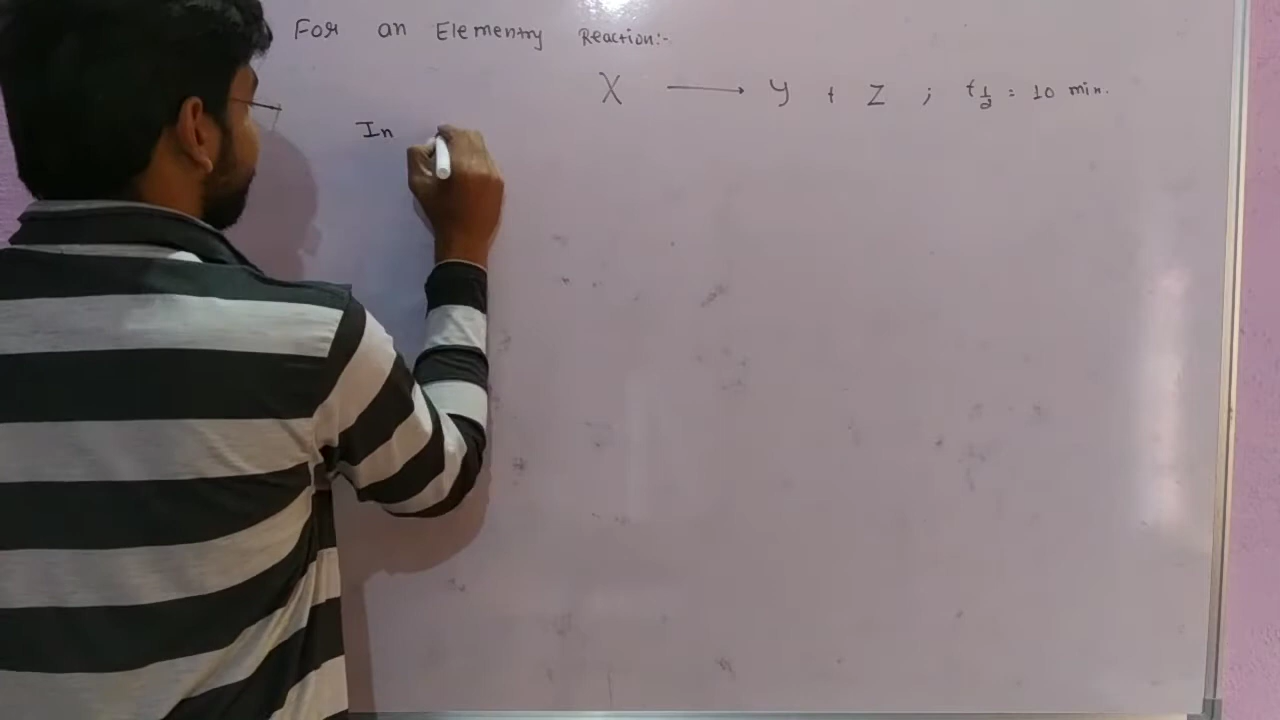 For an Elementry Reaction:-
X ⟶ Y + Z ; t1/2 = 10 min.
In